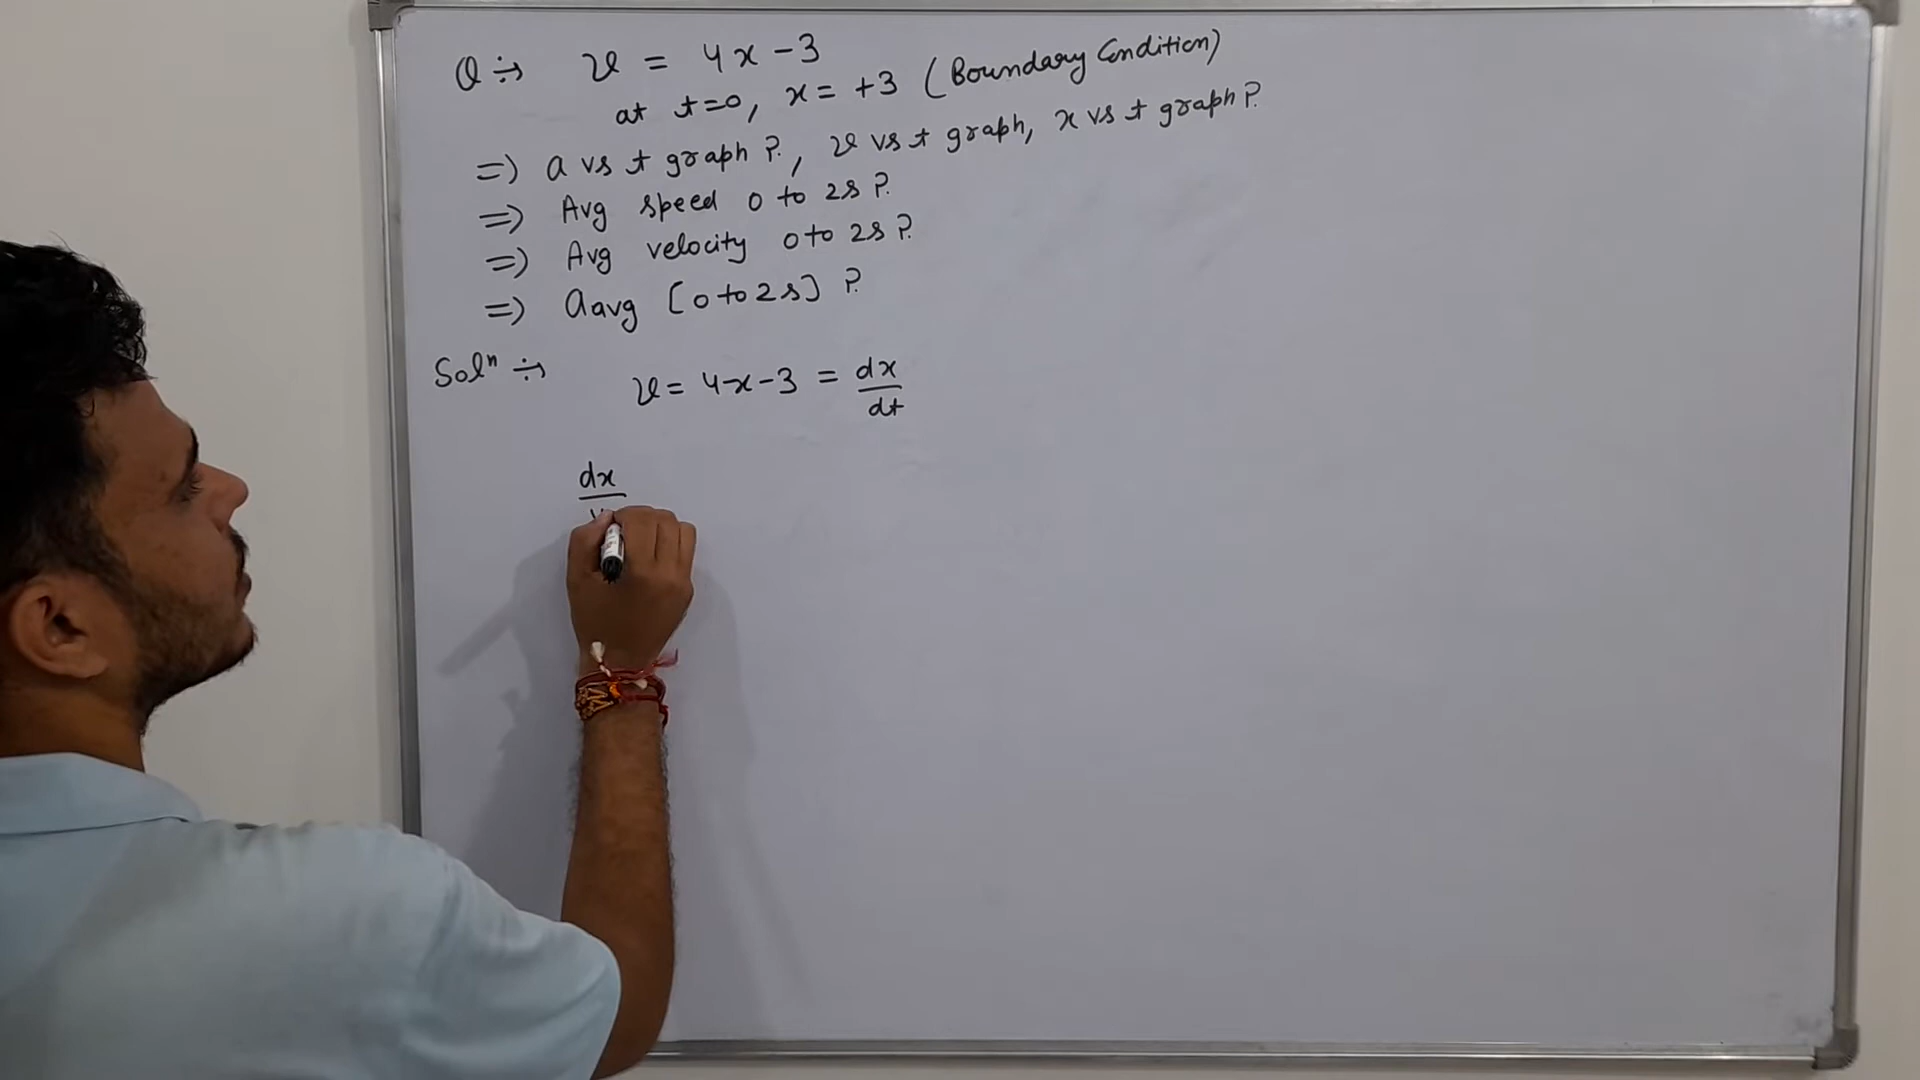 Q ÷→ v = 4x - 3
at t=0, x = +3 (Boundary Condition)
=) a vs t graph ?, v vs t graph, x vs t graph ?
=) Avg speed 0 to 2s ?
=) Avg velocity 0 to 2s ?
=) aavg [0 to 2s] ?
Solⁿ ÷→ v = 4x - 3 = dx/dt
dx